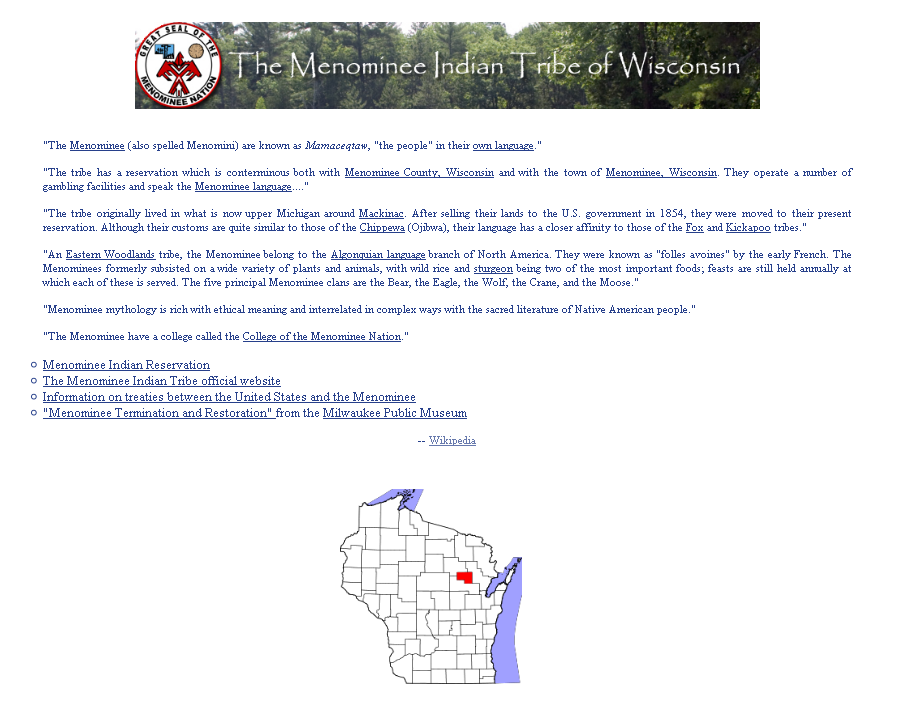 GREAT SEAL OF THE
MENOMINEE NATION
The Menominee Indian Tribe of Wisconsin
"The Menominee (also spelled Menomini) are known as Mamaceqtaw, "the people" in their own language."
"The tribe has a reservation which is conterminous both with Menominee County, Wisconsin and with the town of Menominee, Wisconsin. They operate a number of
gambling facilities and speak the Menominee language...."
"The tribe originally lived in what is now upper Michigan around Mackinac. After selling their lands to the U.S. government in 1854, they were moved to their present
reservation. Although their customs are quite similar to those of the Chippewa (Ojibwa), their language has a closer affinity to those of the Fox and Kickapoo tribes."
"An Eastern Woodlands tribe, the Menominee belong to the Algonquian language branch of North America. They were known as "folles avoines" by the early French. The
Menominees formerly subsisted on a wide variety of plants and animals, with wild rice and sturgeon being two of the most important foods; feasts are still held annually at
which each of these is served. The five principal Menominee clans are the Bear, the Eagle, the Wolf, the Crane, and the Moose."
"Menominee mythology is rich with ethical meaning and interrelated in complex ways with the sacred literature of Native American people."
"The Menominee have a college called the College of the Menominee Nation."
Menominee Indian Reservation
The Menominee Indian Tribe official website
Information on treaties between the United States and the Menominee
"Menominee Termination and Restoration" from the Milwaukee Public Museum
-- Wikipedia